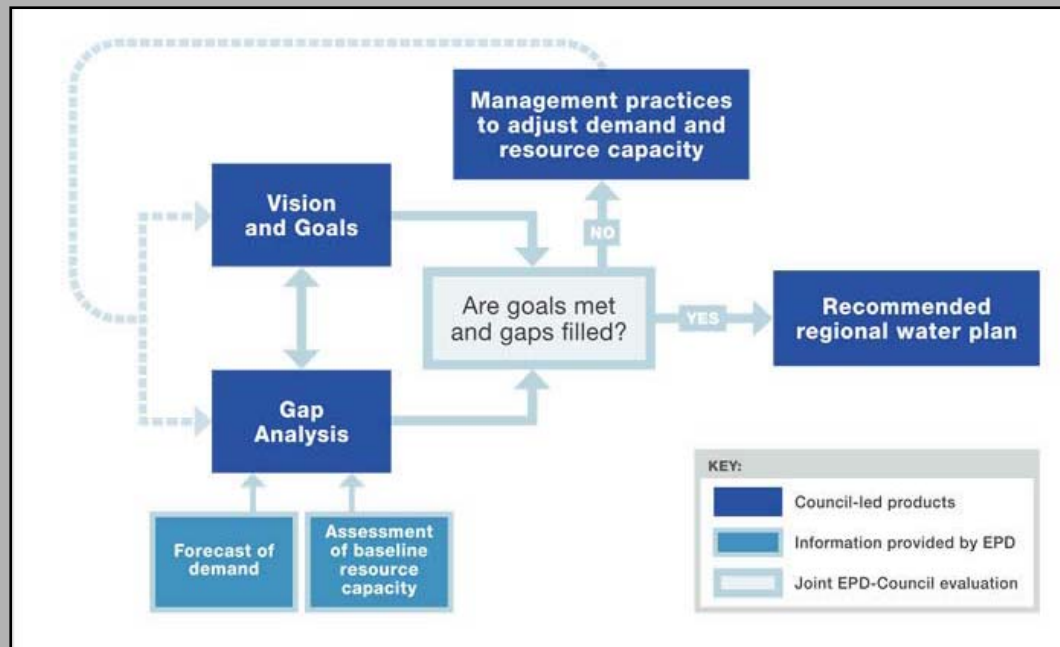 Management practices
to adjust demand and
resource capacity
Vision
and Goals
NO
Are goals met
and gaps filled?
YES
Recommended
regional water plan
Gap
Analysis
Forecast of
demand
Assessment
of baseline
resource
capacity
KEY:
Council-led products
Information provided by EPD
Joint EPD-Council evaluation